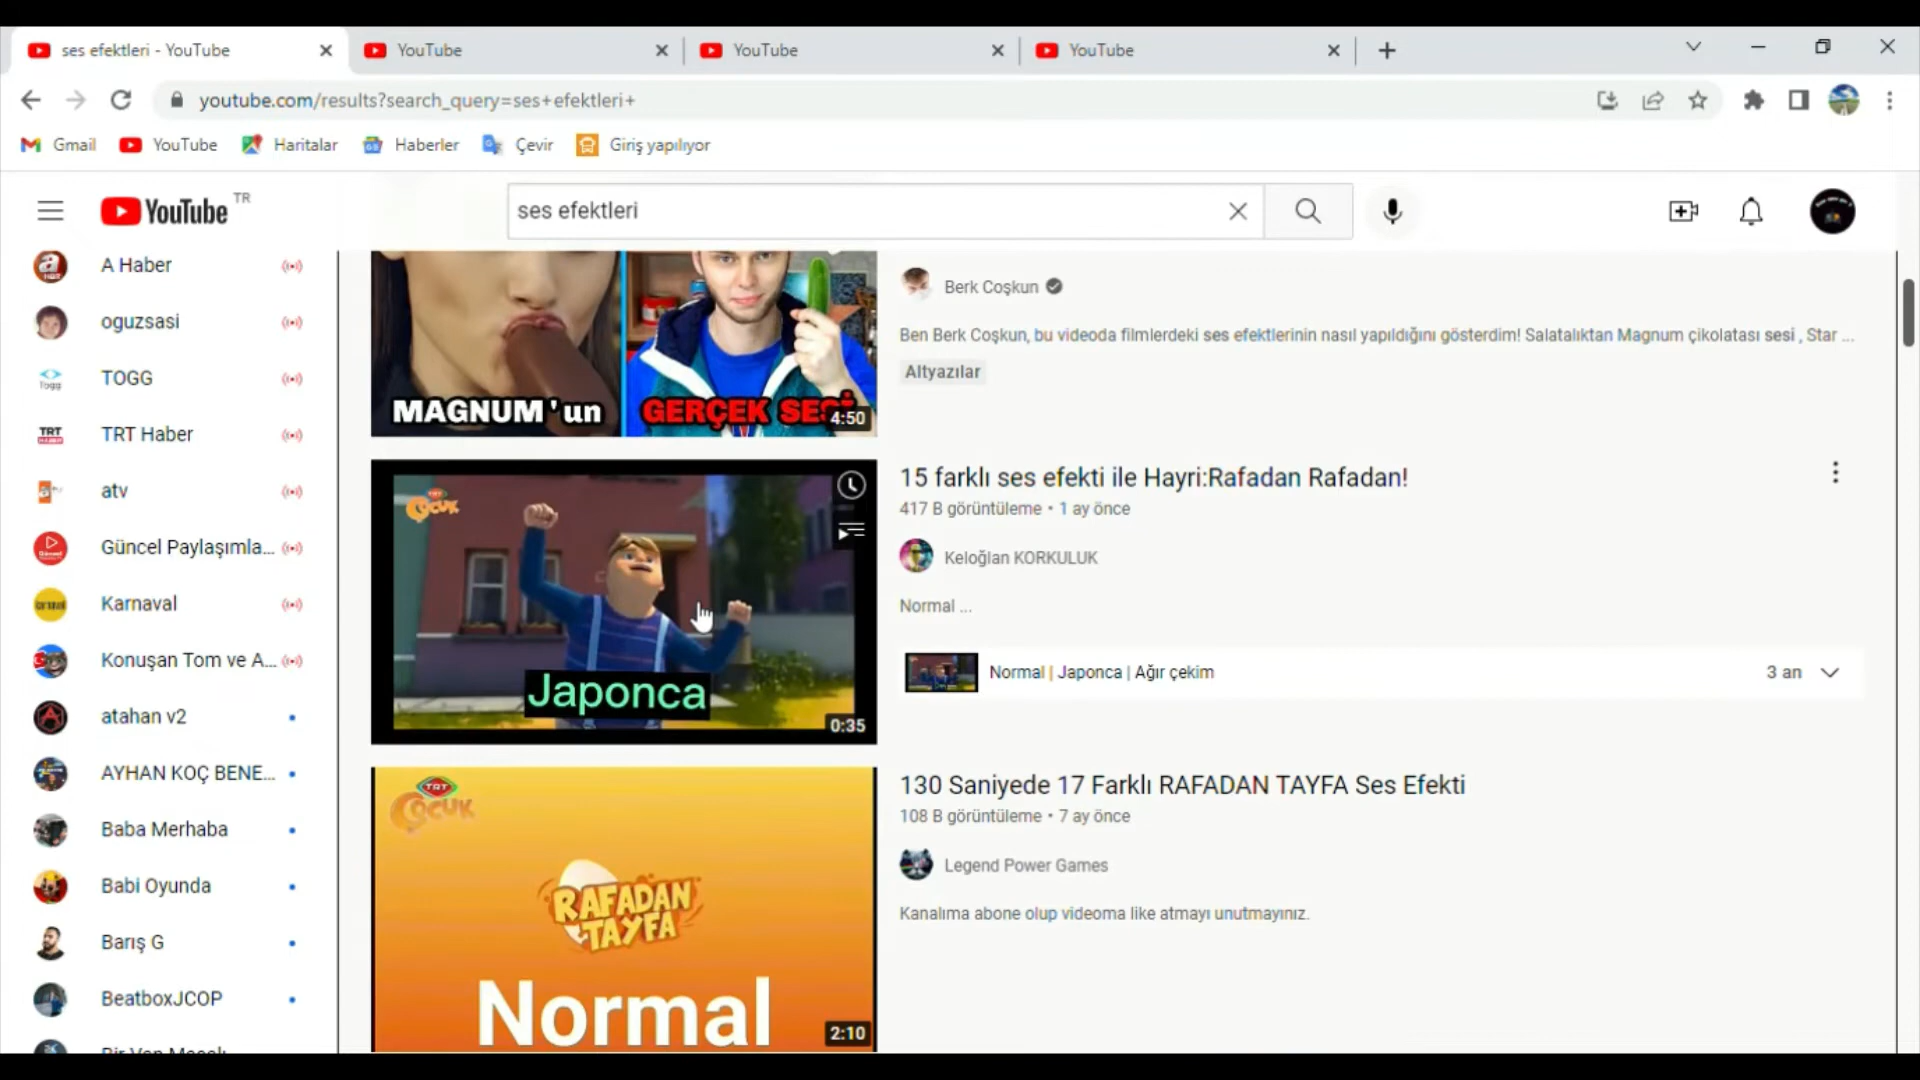 ses efektleri - YouTube
YouTube
YouTube
YouTube
youtube.com/results?search_query=ses+efektleri+
Gmail
YouTube
Haritalar
Haberler
Çevir
Giriş yapılıyor
YouTube TR
ses efektleri
A Haber
oguzsasi
TOGG
TRT Haber
atv
Güncel Paylaşımla...
Karnaval
Konuşan Tom ve A...
atahan v2
AYHAN KOÇ BENE...
Baba Merhaba
Babi Oyunda
Barış G
BeatboxJCOP
MAGNUM'un
GERÇEK SESİ
4:50
Berk Coşkun
Ben Berk Coşkun, bu videoda filmlerdeki ses efektlerinin nasıl yapıldığını gösterdim! Salatalıktan Magnum çikolatası sesi , Star ...
Altyazılar
TRT
ÇOCUK
Japonca
0:35
15 farklı ses efekti ile Hayri:Rafadan Rafadan!
417 B görüntüleme • 1 ay önce
Keloğlan KORKULUK
Normal ...
Normal | Japonca | Ağır çekim
3 an
TRT
ÇOCUK
RAFADAN
TAYFA
Normal
2:10
130 Saniyede 17 Farklı RAFADAN TAYFA Ses Efekti
108 B görüntüleme • 7 ay önce
Legend Power Games
Kanalıma abone olup videoma like atmayı unutmayınız.